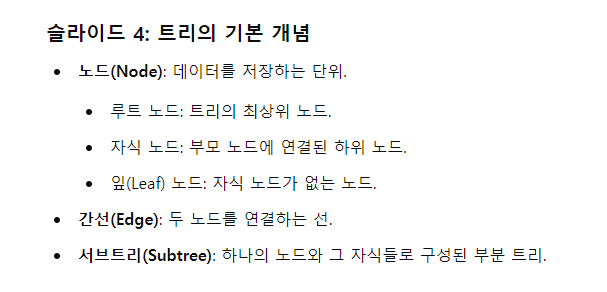 슬라이드 4: 트리의 기본 개념
• 노드(Node): 데이터를 저장하는 단위.
• 루트 노드: 트리의 최상위 노드.
• 자식 노드: 부모 노드에 연결된 하위 노드.
• 잎(Leaf) 노드: 자식 노드가 없는 노드.
• 간선(Edge): 두 노드를 연결하는 선.
• 서브트리(Subtree): 하나의 노드와 그 자식들로 구성된 부분 트리.